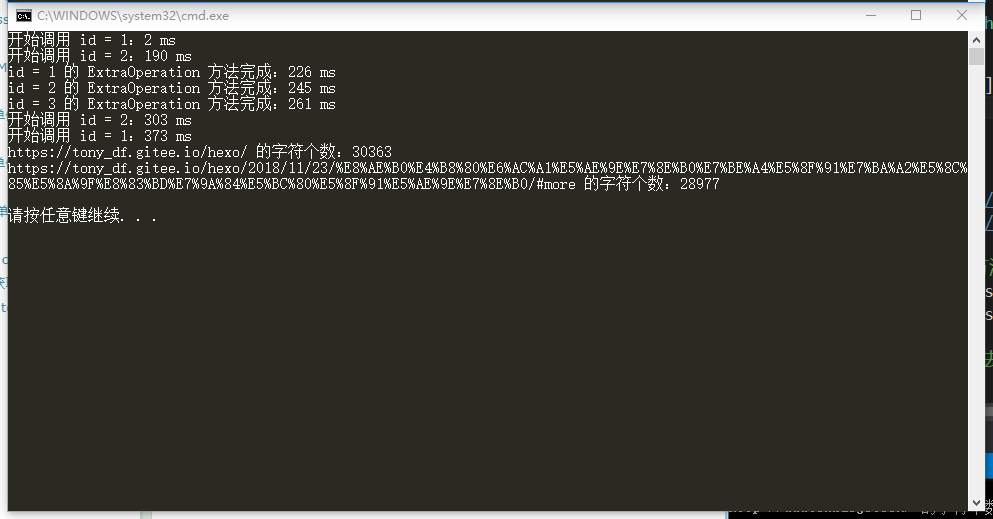 C:\WINDOWS\system32\cmd.exe
开始调用 id = 1：2 ms
开始调用 id = 2：190 ms
id = 1 的 ExtraOperation 方法完成：226 ms
id = 2 的 ExtraOperation 方法完成：245 ms
id = 3 的 ExtraOperation 方法完成：261 ms
开始调用 id = 2：303 ms
开始调用 id = 1：373 ms
https://tony_df.gitee.io/hexo/ 的字符个数：30363
https://tony_df.gitee.io/hexo/2018/11/23/%E8%AE%B0%E4%B8%80%E6%AC%A1%E5%AE%9E%E7%8E%B0%E7%BE%A4%E5%8F%91%E7%BA%A2%E5%8C%
85%E5%8A%9F%E8%83%BD%E7%9A%84%E5%BC%80%E5%8F%91%E5%AE%9E%E7%8E%B0/#more 的字符个数：28977
请按任意键继续. . .